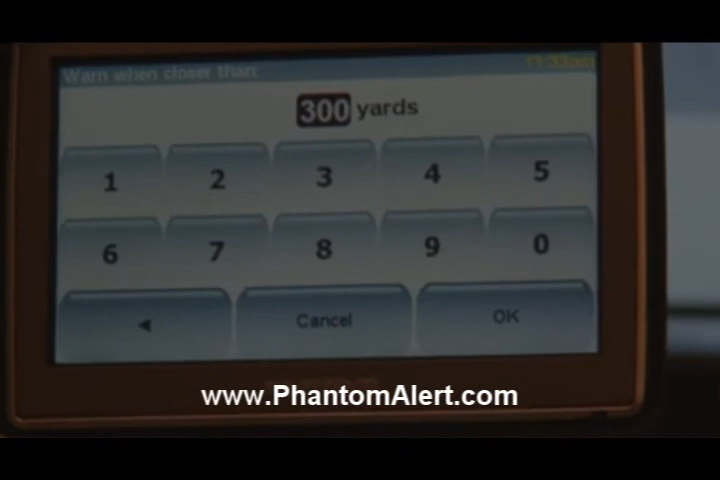 Warn when closer than:
300 yards
1 2 3 4 5
6 7 8 9 0
◄ Cancel OK
www.PhantomAlert.com